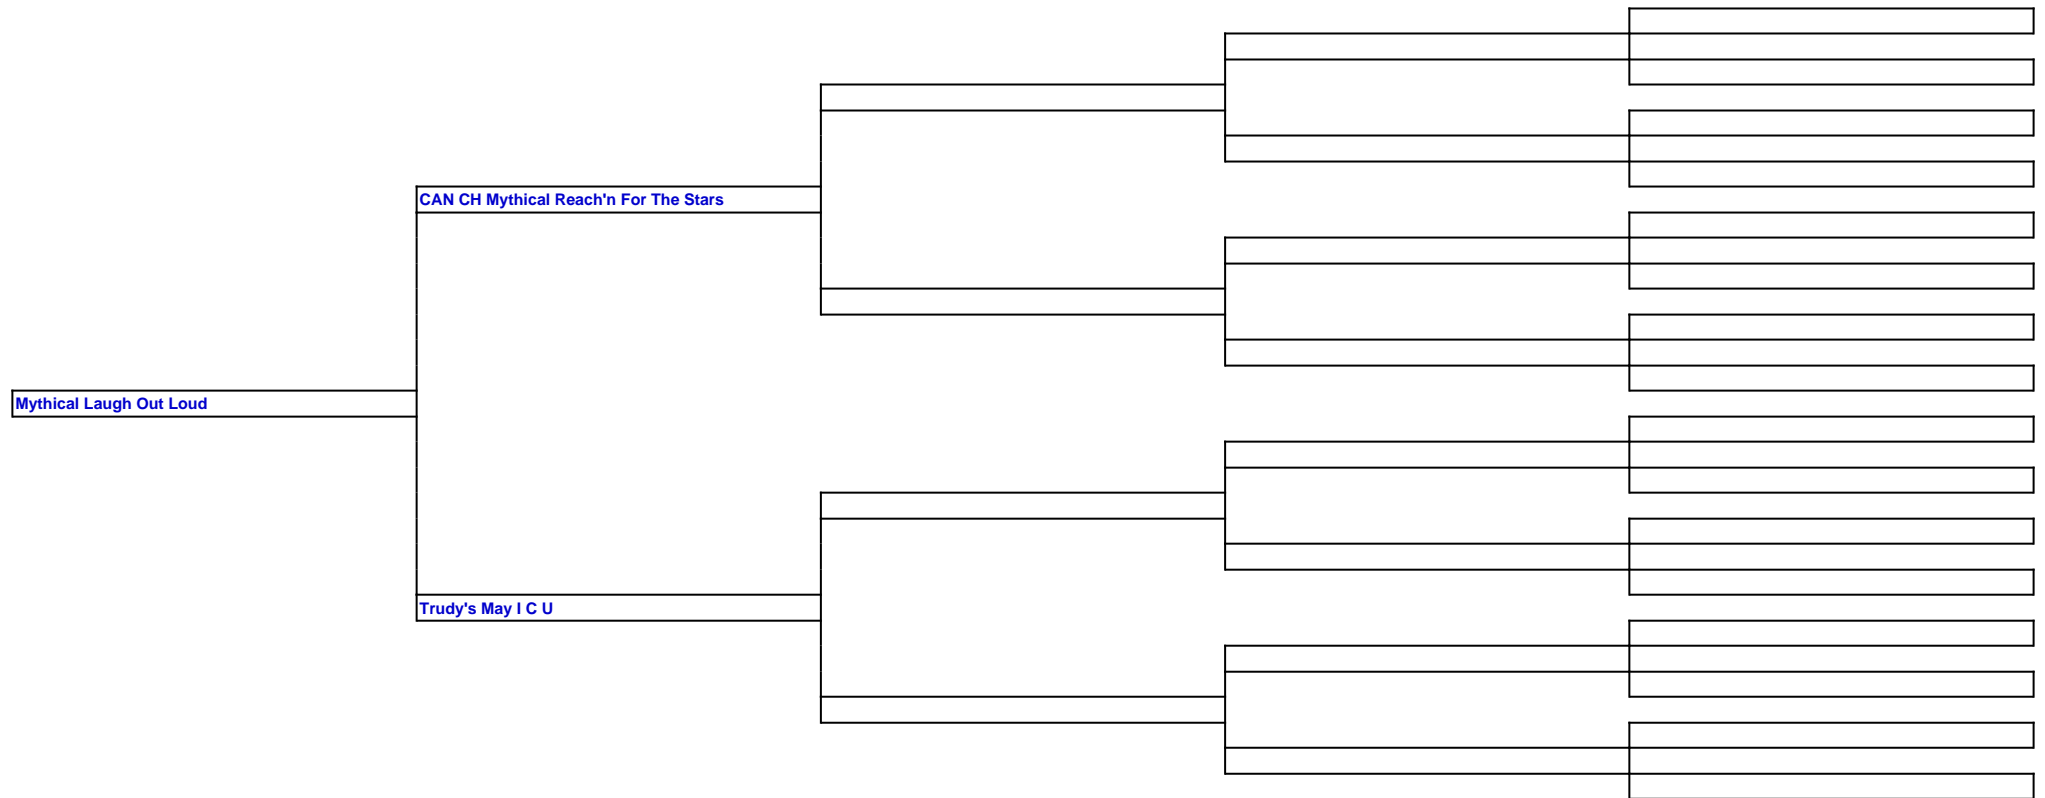 CAN CH Mythical Reach'n For The Stars
Mythical Laugh Out Loud
Trudy's May I C U